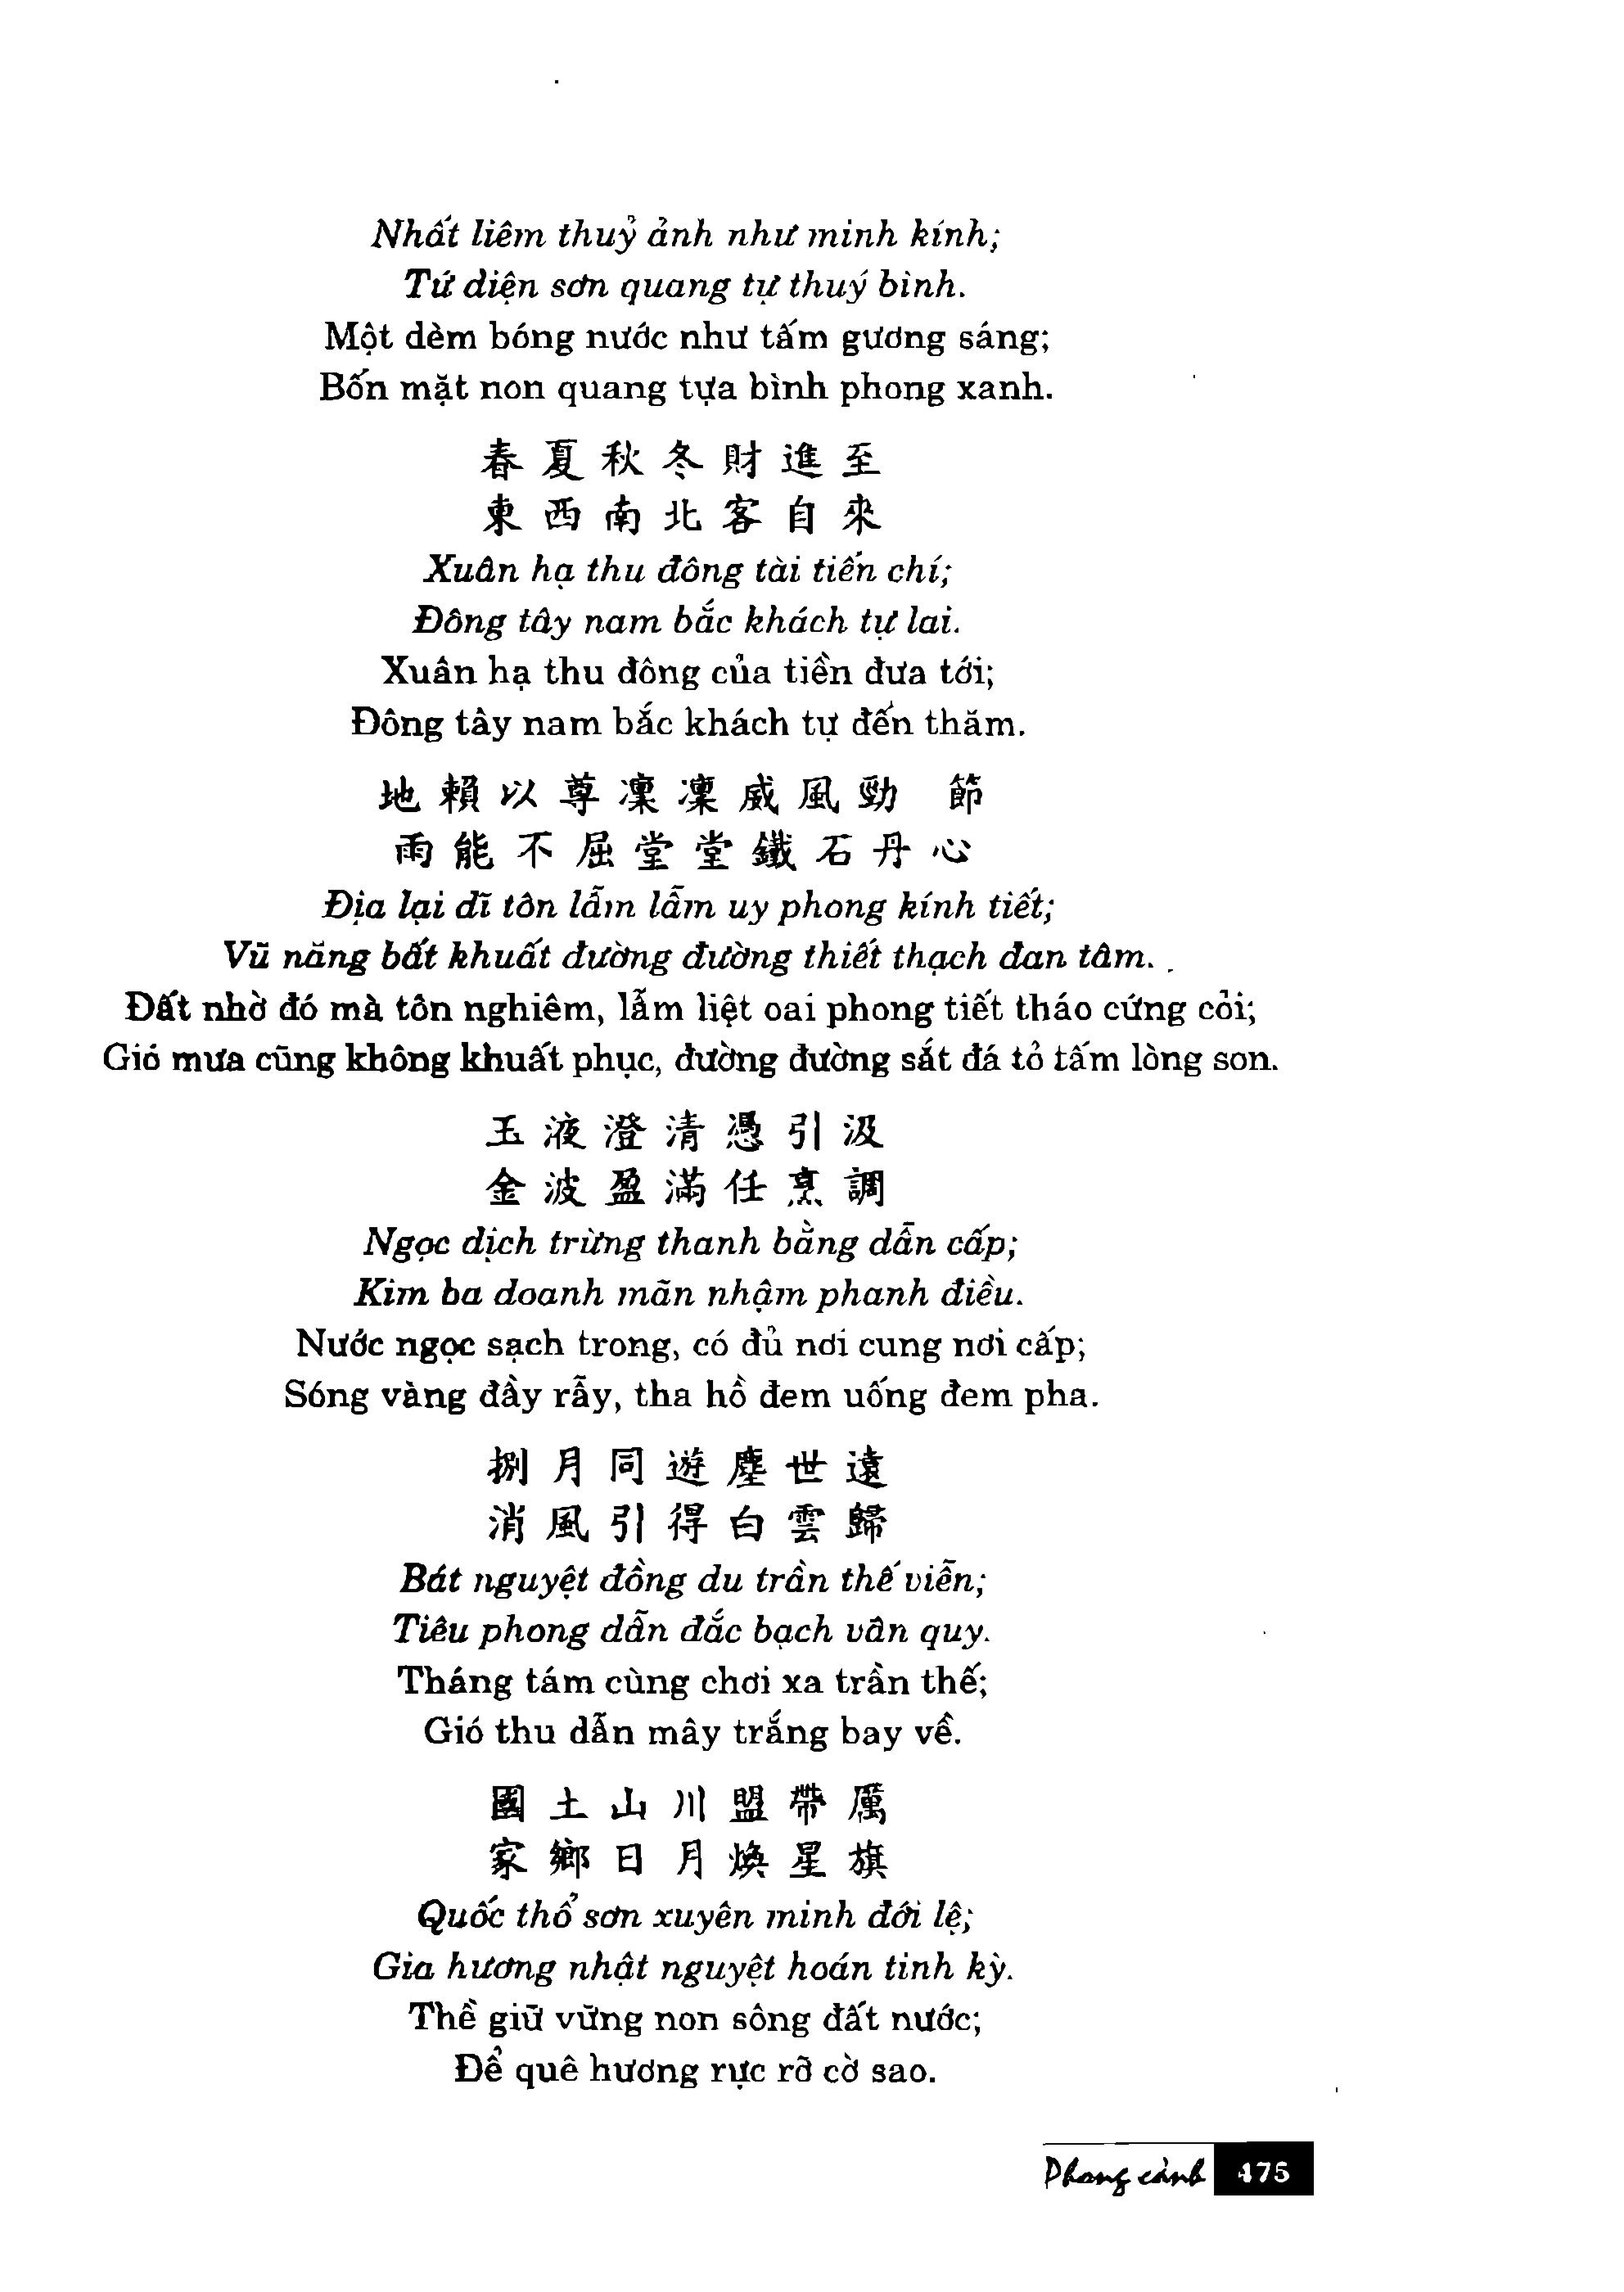 Nhất liêm thuỷ ảnh như minh kính;
Tứ diện sơn quang tự thuý bình.
Một dèm bóng nước như tấm gương sáng;
Bốn mặt non quang tựa bình phong xanh.
春夏秋冬財進至
東西南北客自來
Xuân hạ thu đông tài tiến chí;
Đông tây nam bắc khách tự lai.
Xuân hạ thu đông của tiền đưa tới;
Đông tây nam bắc khách tự đến thăm.
地賴以尊凜凜威風勁 節
雨能不屈堂堂鐵石丹心
Địa lại dĩ tôn lẫm lẫm uy phong kính tiết;
Vũ năng bất khuất đường đường thiết thạch đan tâm.
Đất nhờ đó mà tôn nghiêm, lẫm liệt oai phong tiết tháo cứng cỏi;
Gió mưa cũng không khuất phục, đường đường sắt đá tỏ tấm lòng son.
玉液澄清憑引汲
金波盈滿任烹調
Ngọc dịch trừng thanh bằng dẫn cấp;
Kim ba doanh mãn nhậm phanh điều.
Nước ngọc sạch trong, có đủ nơi cung nơi cấp;
Sóng vàng đầy rẫy, tha hồ đem uống đem pha.
捌月同遊塵世遠
消風引得白雲歸
Bát nguyệt đồng du trần thế viễn;
Tiêu phong dẫn đắc bạch vân quy.
Tháng tám cùng chơi xa trần thế;
Gió thu dẫn mây trắng bay về.
國土山川盟帶厲
家鄉日月煥星旗
Quốc thổ sơn xuyên minh đới lệ;
Gia hương nhật nguyệt hoán tinh kỳ.
Thề giữ vững non sông đất nước;
Để quê hương rực rỡ cờ sao.
Phong cảnh 475